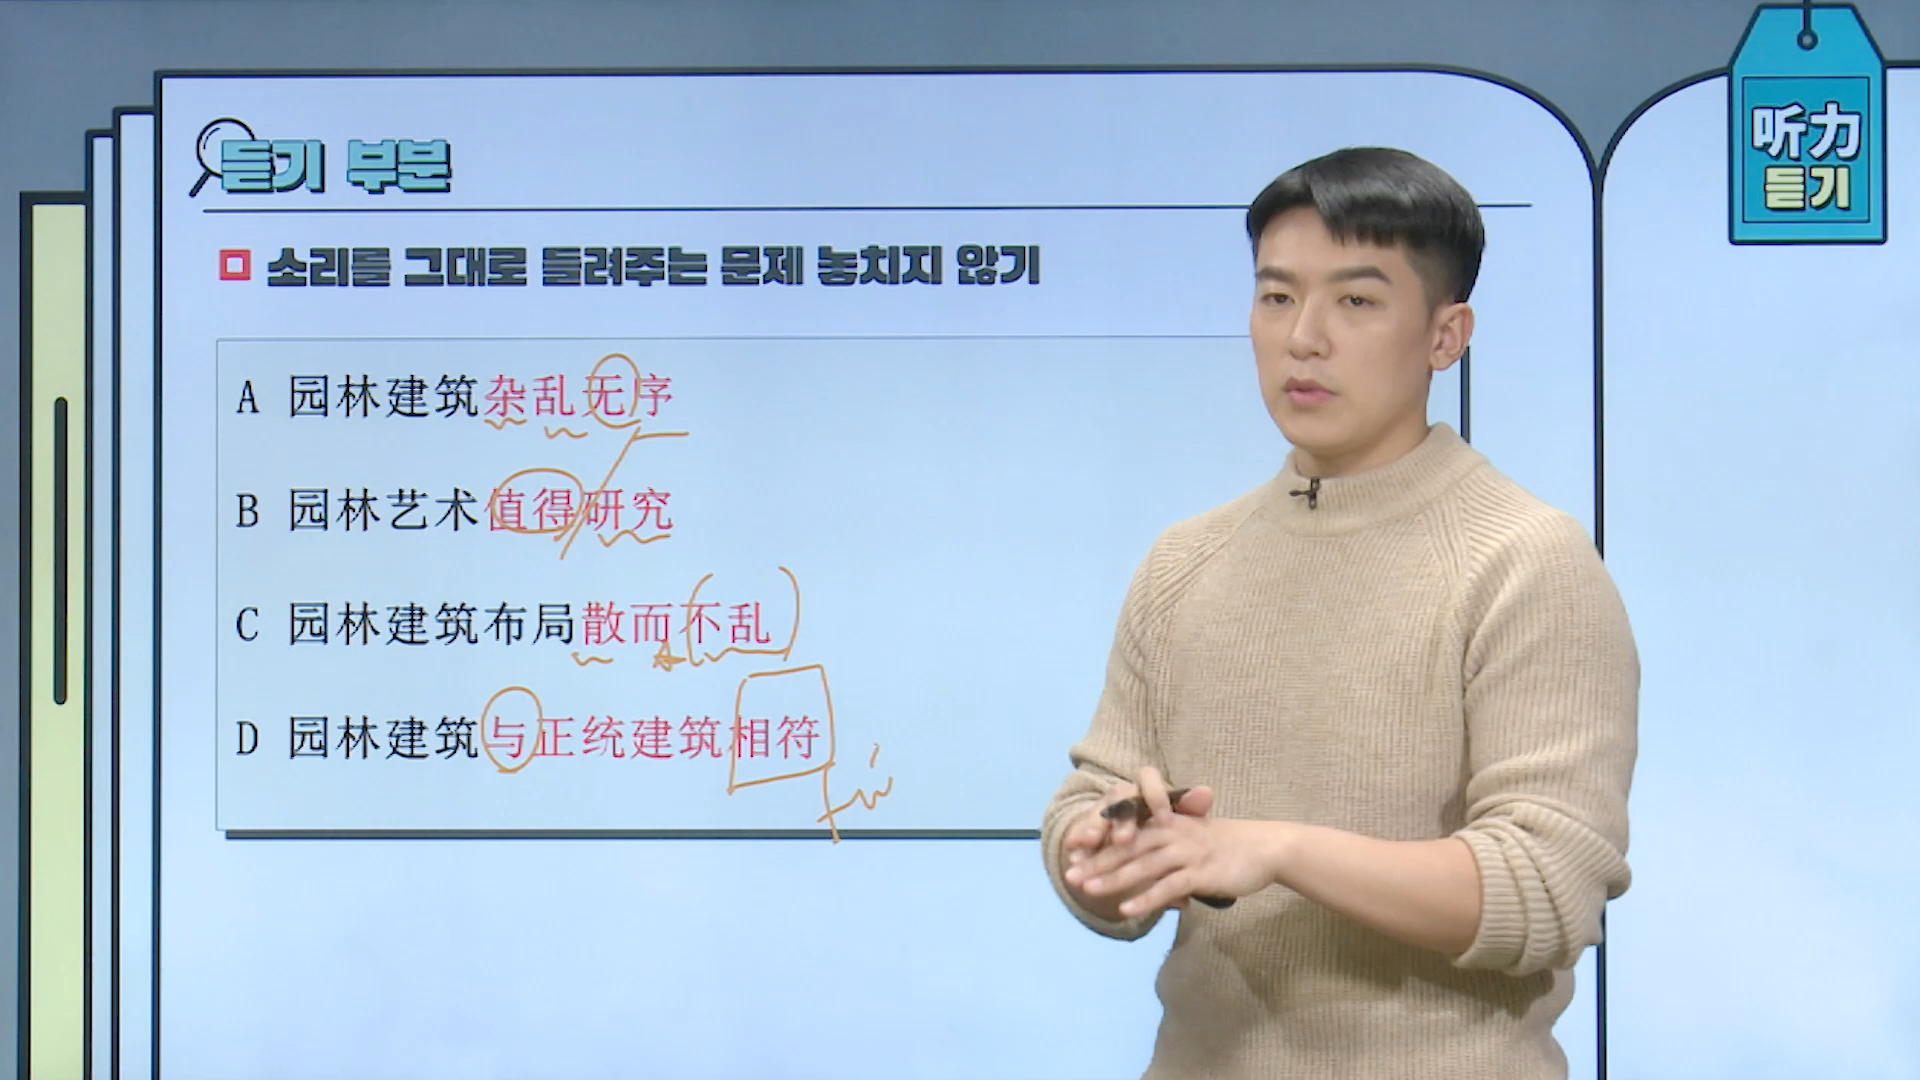 听力
듣기
듣기 부분
소리를 그대로 들려주는 문제 놓치지 않기
A 园林建筑杂乱无序
B 园林艺术值得研究
C 园林建筑布局散而不乱
D 园林建筑与正统建筑相符
fú